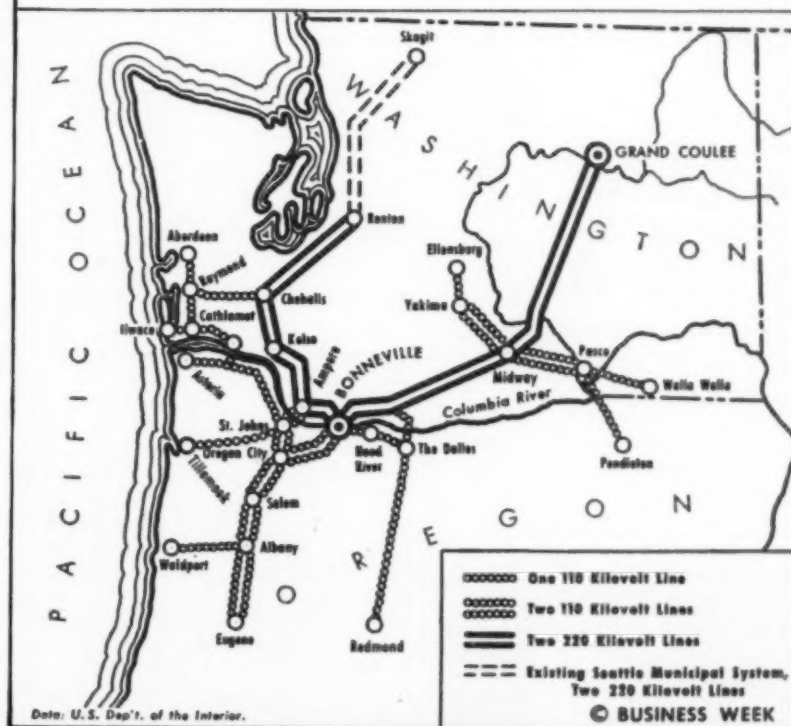 PACIFIC OCEAN
WASHINGTON
OREGON
Skagit
GRAND COULEE
Renton
Aberdeen
Raymond
Chehalis
Ellensburg
Yakima
Ilwaco
Cathlamet
Kelso
Ampere
BONNEVILLE
Midway
Pasco
Walla Walla
Astoria
Columbia River
St. Johns
Oregon City
Hood
River
The Dalles
Pendleton
Tillamook
Salem
Albany
Waldport
Eugene
Redmond
One 110 Kilovolt Line
Two 110 Kilovolt Lines
Two 220 Kilovolt Lines
Existing Seattle Municipal System,
Two 220 Kilovolt Lines
Data: U.S. Dep't. of the Interior.
© BUSINESS WEEK